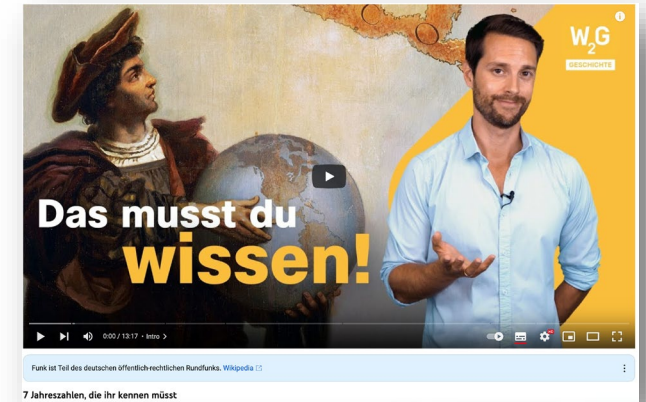 W2G
GESCHICHTE
Das musst du
wissen!
0:00 / 13:17 • Intro >
Funk ist Teil des deutschen öffentlich-rechtlichen Rundfunks. Wikipedia
7 Jahreszahlen, die ihr kennen müsst